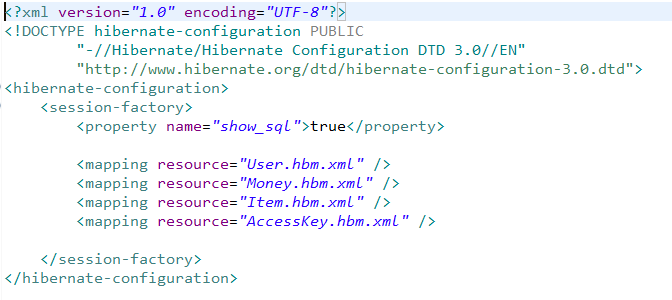 <?xml version="1.0" encoding="UTF-8"?>
<!DOCTYPE hibernate-configuration PUBLIC
"-//Hibernate/Hibernate Configuration DTD 3.0//EN"
"http://www.hibernate.org/dtd/hibernate-configuration-3.0.dtd">
<hibernate-configuration>
<session-factory>
<property name="show_sql">true</property>
<mapping resource="User.hbm.xml" />
<mapping resource="Money.hbm.xml" />
<mapping resource="Item.hbm.xml" />
<mapping resource="AccessKey.hbm.xml" />
</session-factory>
</hibernate-configuration>